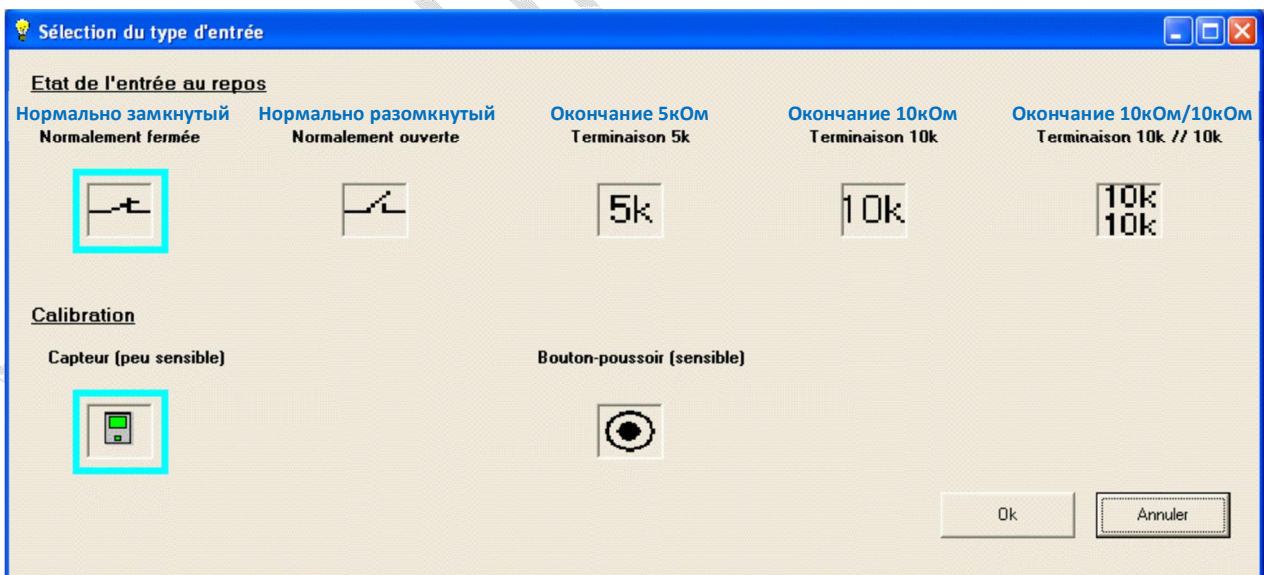 Sélection du type d'entrée
Etat de l'entrée au repos
Нормально замкнутый Нормально разомкнутый Окончание 5кОм Окончание 10кОм Окончание 10кОм/10кОм
Normalement fermée Normalement ouverte Terminaison 5k Terminaison 10k Terminaison 10k // 10k
5k 10k 10k
10k
Calibration
Capteur (peu sensible) Bouton-poussoir (sensible)
Ok Annuler